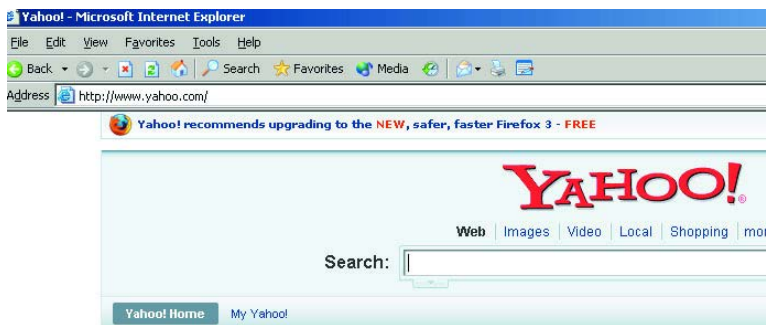 Yahoo! - Microsoft Internet Explorer
File Edit View Favorites Tools Help
Back Search Favorites Media
Address http://www.yahoo.com/
Yahoo! recommends upgrading to the NEW, safer, faster Firefox 3 - FREE
YAHOO!®
Web Images Video Local Shopping mor
Search:
Yahoo! Home My Yahoo!